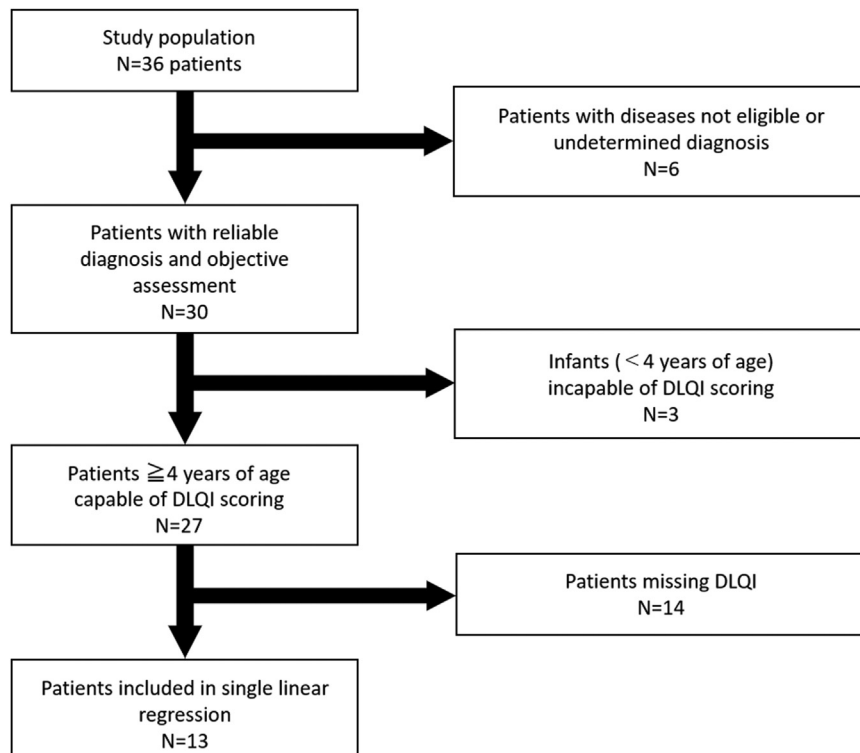 Study population
N=36 patients
Patients with diseases not eligible or
undetermined diagnosis
N=6
Patients with reliable
diagnosis and objective
assessment
N=30
Infants (＜4 years of age)
incapable of DLQI scoring
N=3
Patients ≧4 years of age
capable of DLQI scoring
N=27
Patients missing DLQI
N=14
Patients included in single linear
regression
N=13